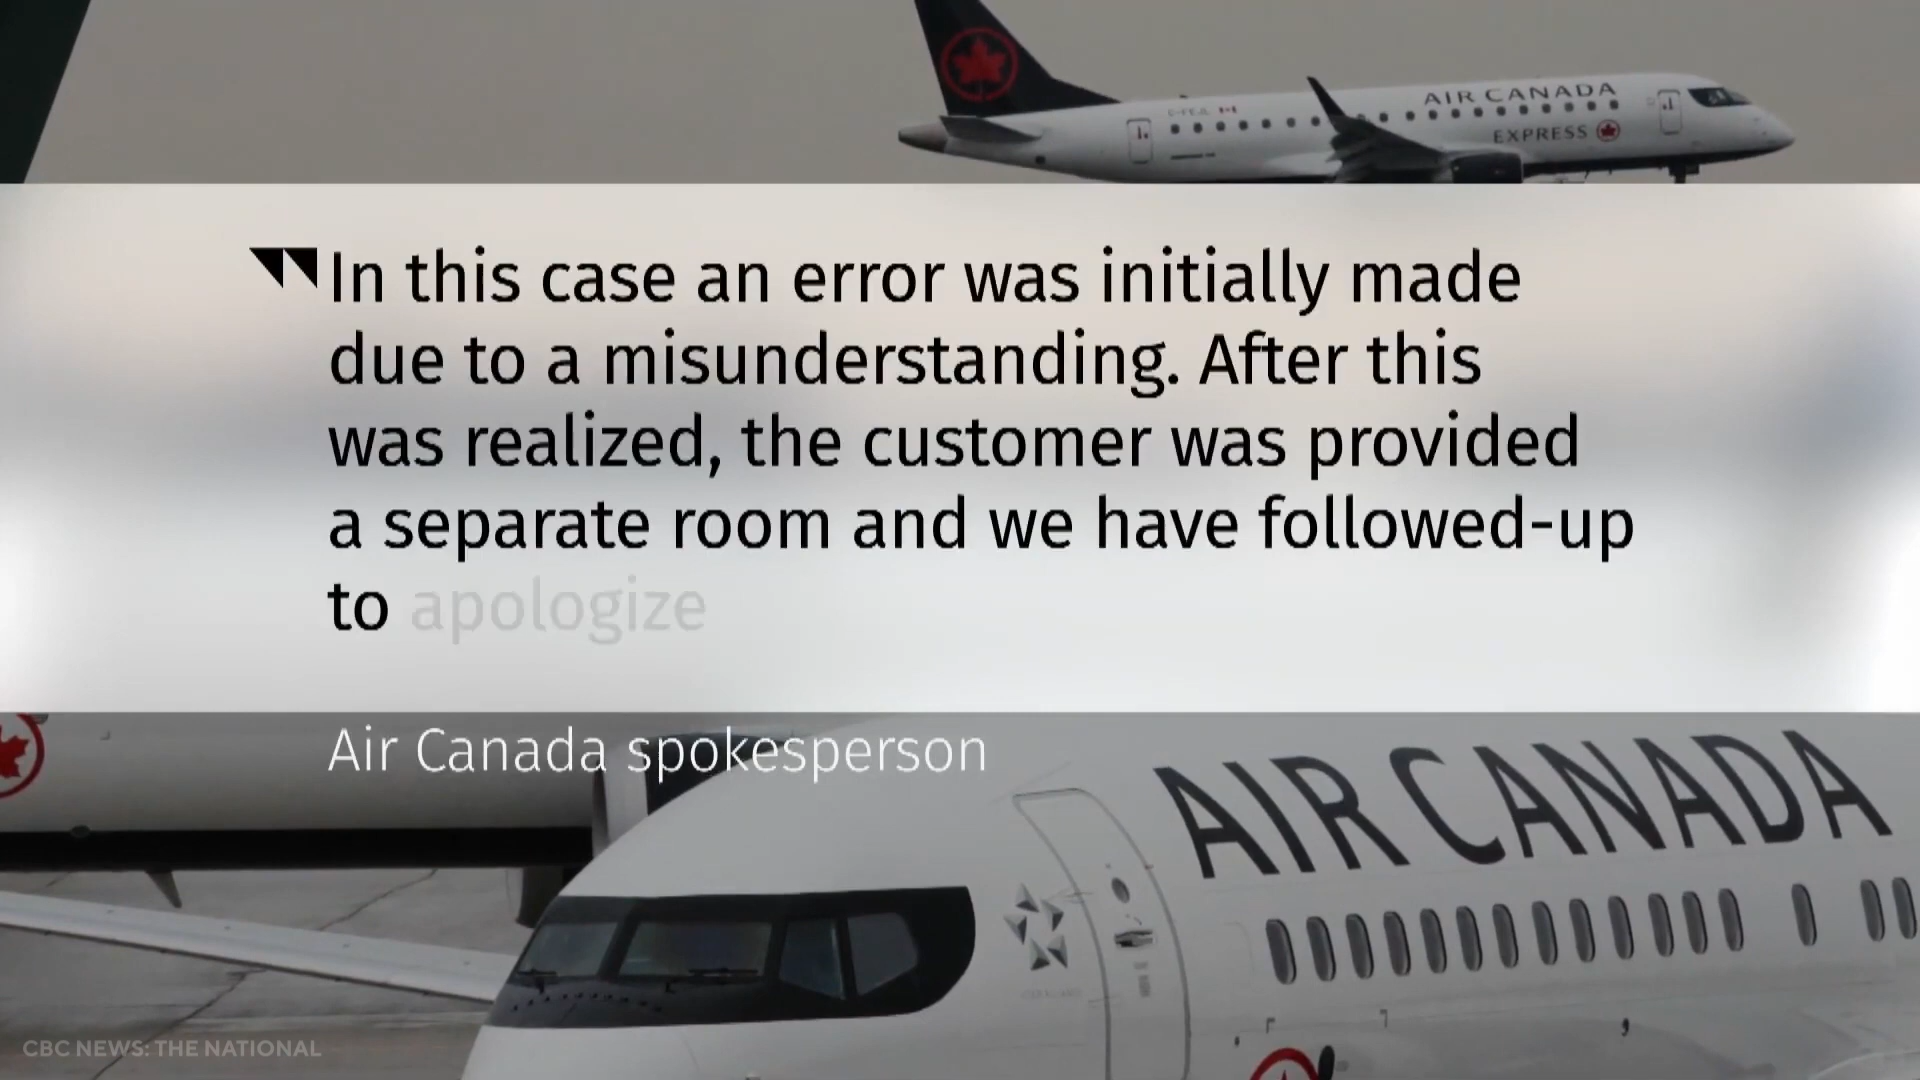 AIR CANADA
EXPRESS
In this case an error was initially made
due to a misunderstanding. After this
was realized, the customer was provided
a separate room and we have followed-up
to apologize
Air Canada spokesperson
AIR CANADA
CBC NEWS: THE NATIONAL